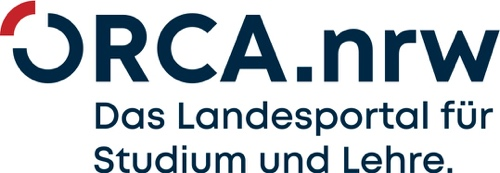 ORCA.nrw
Das Landesportal für
Studium und Lehre.